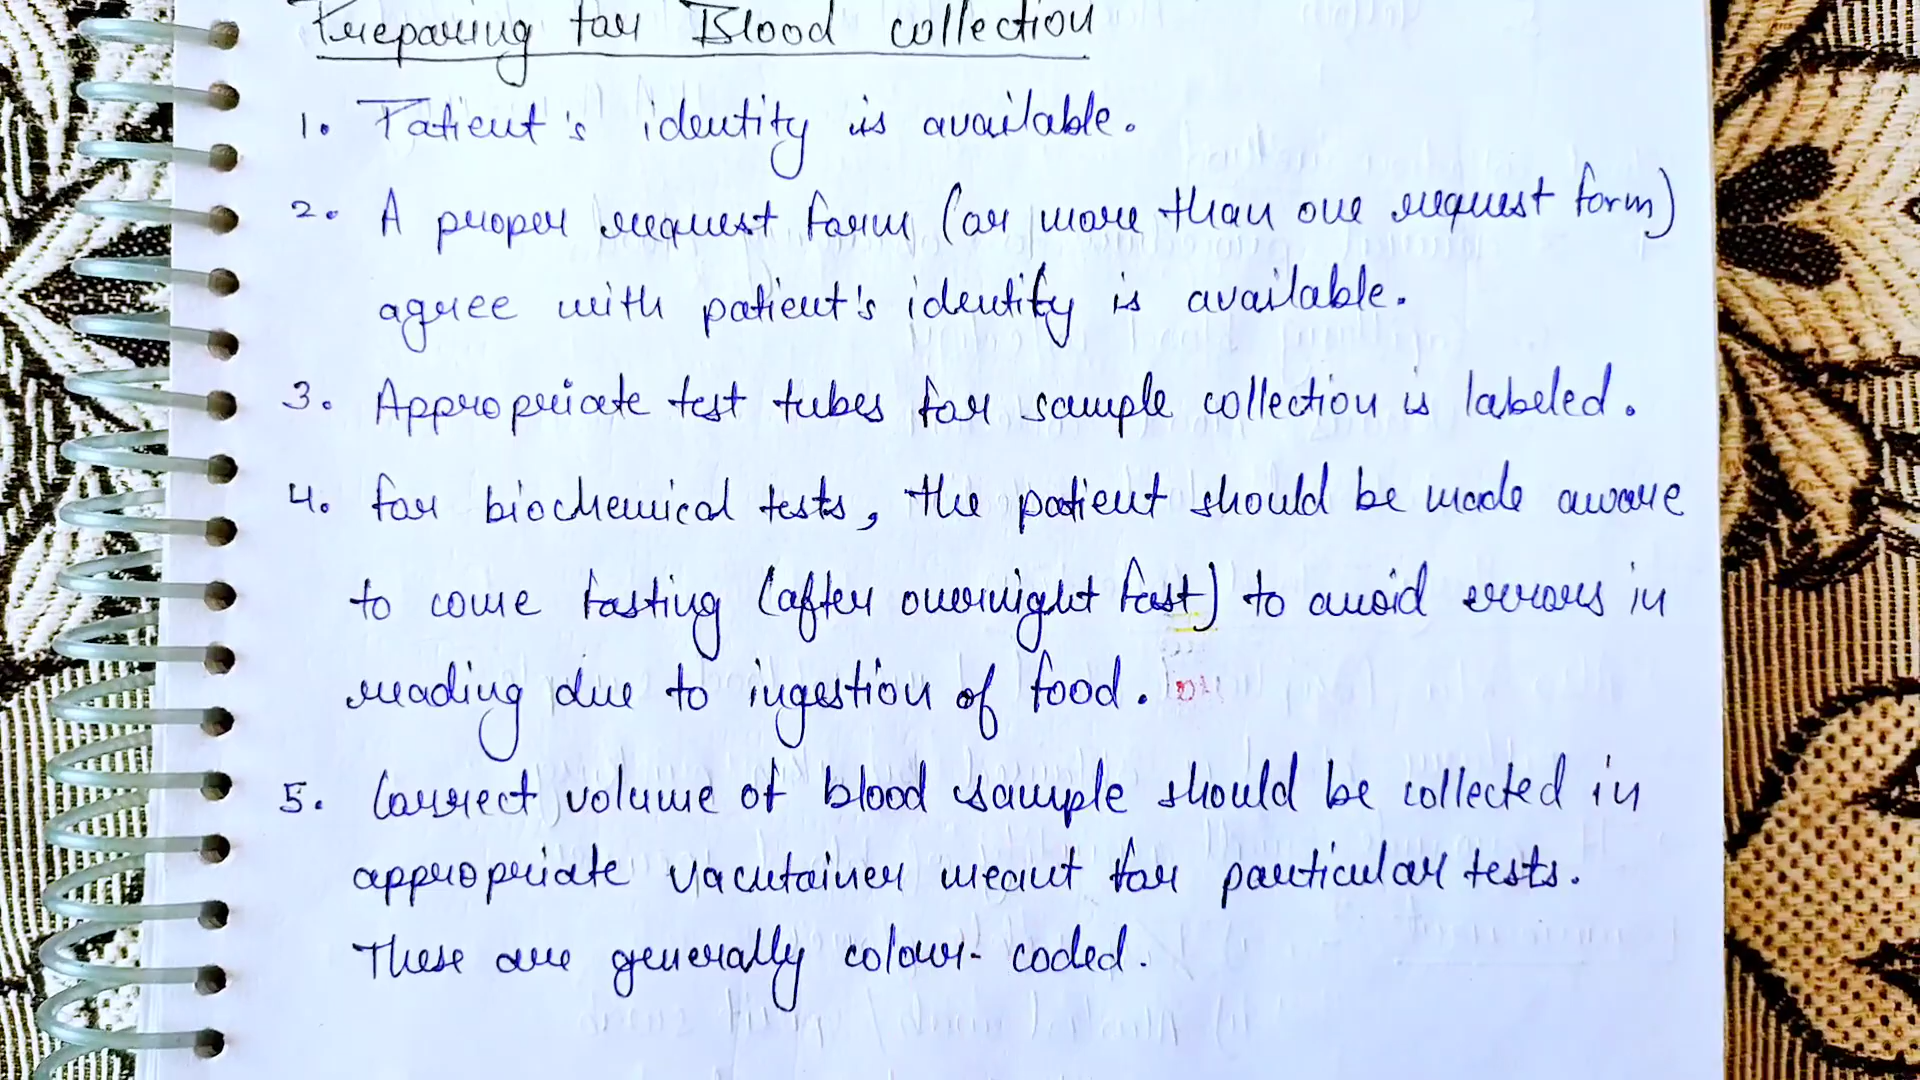 Preparing for Blood collection
1. Patient's identity is available.
2. A proper request form (or more than one request form)
agree with patient's identity is available.
3. Appropriate test tubes for sample collection is labeled.
4. for biochemical tests, the patient should be made aware
to come fasting (after overnight fast) to avoid errors in
reading due to ingestion of food.
5. Correct volume of blood sample should be collected in
appropriate vacutainer meant for particular tests.
These are generally colour-coded.